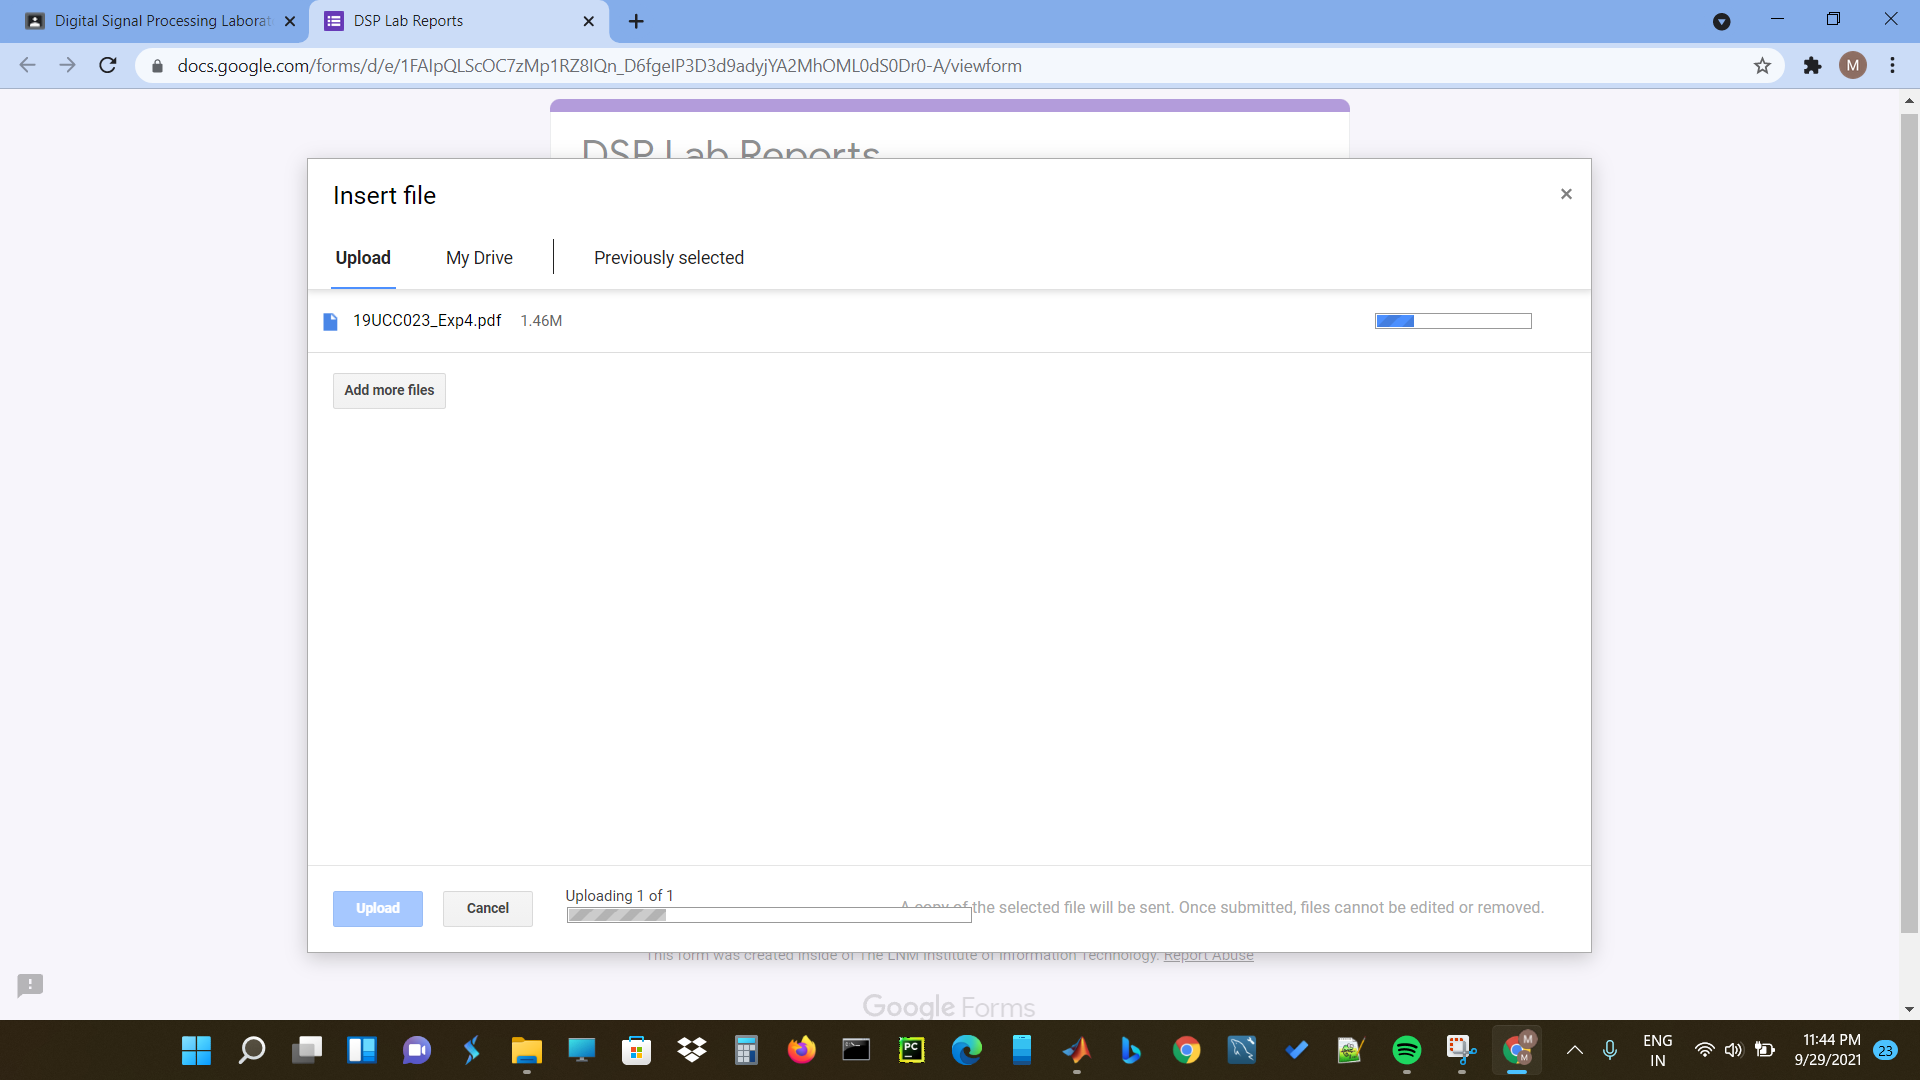 Digital Signal Processing Laborat
DSP Lab Reports
docs.google.com/forms/d/e/1FAIpQLScOC7zMp1RZ8lQn_D6fgeIP3D3d9adyjYA2MhOML0dS0Dr0-A/viewform
M
DSP Lab Reports
Insert file
Upload My Drive Previously selected
19UCC023_Exp4.pdf 1.46M
Add more files
Upload Cancel Uploading 1 of 1
A copy of the selected file will be sent. Once submitted, files cannot be edited or removed.
This form was created inside of The LNM Institute of Information Technology. Report Abuse
Google Forms
PC
M
M
ENG
IN
11:44 PM
9/29/2021
23